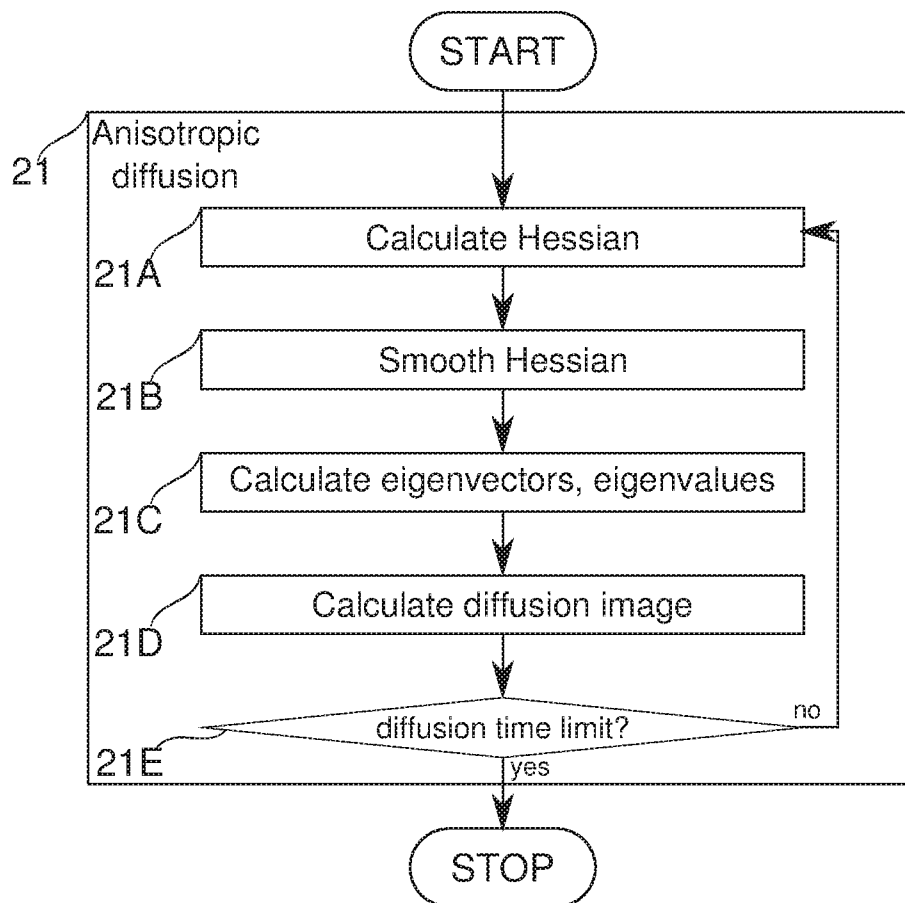 START
21
Anisotropic
diffusion
Calculate Hessian
21A
Smooth Hessian
21B
Calculate eigenvectors, eigenvalues
21C
Calculate diffusion image
21D
diffusion time limit?
no
21E
yes
STOP